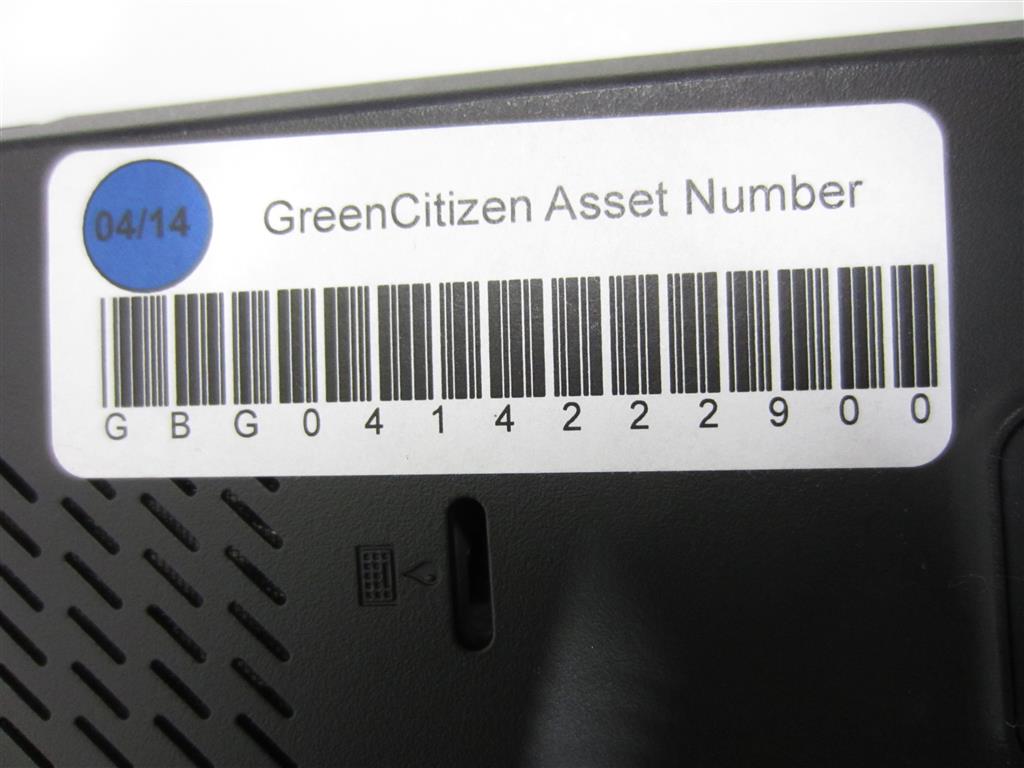 04/14
GreenCitizen Asset Number
G B G 0 4 1 4 2 2 2 9 0 0